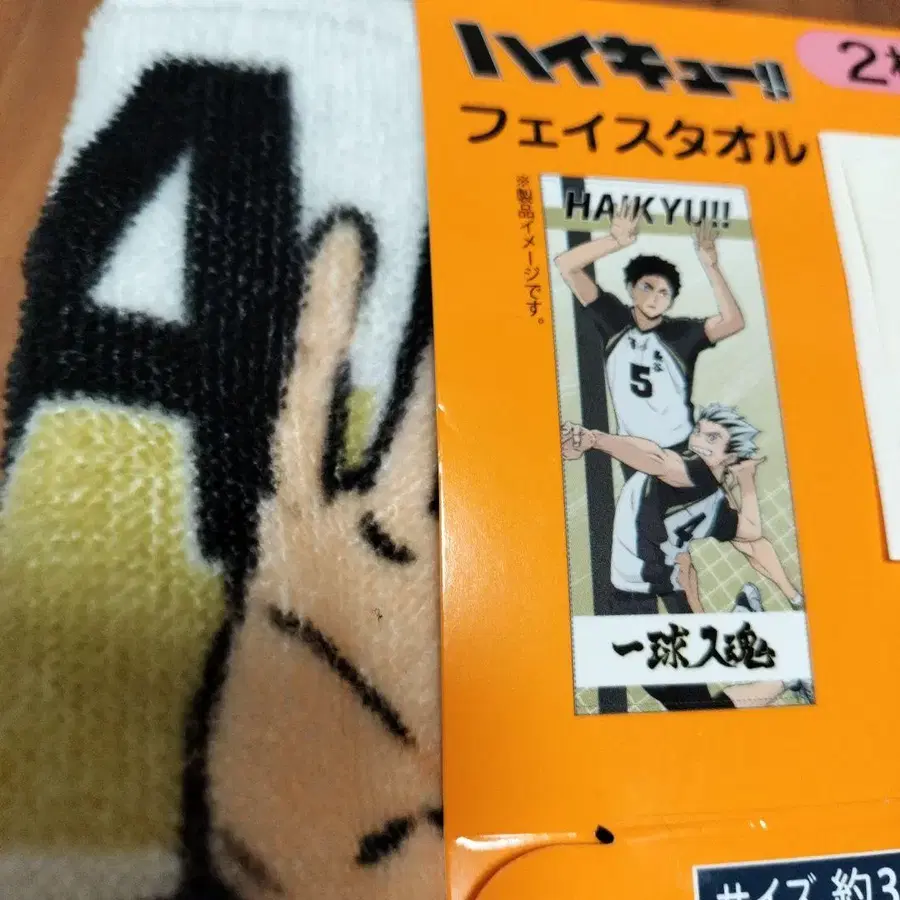 A
ハイキュー!!
2枚
フェイスタオル
※製品イメージです。
HAIKYU!!
5
4
一球入魂
サイズ 約3